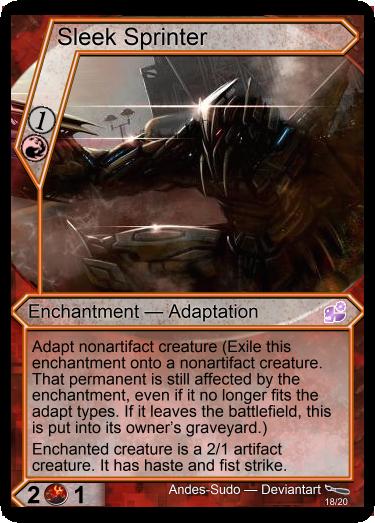 Sleek Sprinter
1
Enchantment — Adaptation
Adapt nonartifact creature (Exile this
enchantment onto a nonartifact creature.
That permanent is still affected by the
enchantment, even if it no longer fits the
adapt types. If it leaves the battlefield, this
is put into its owner's graveyard.)
Enchanted creature is a 2/1 artifact
creature. It has haste and fist strike.
2 1
Andes-Sudo — Deviantart
18/20